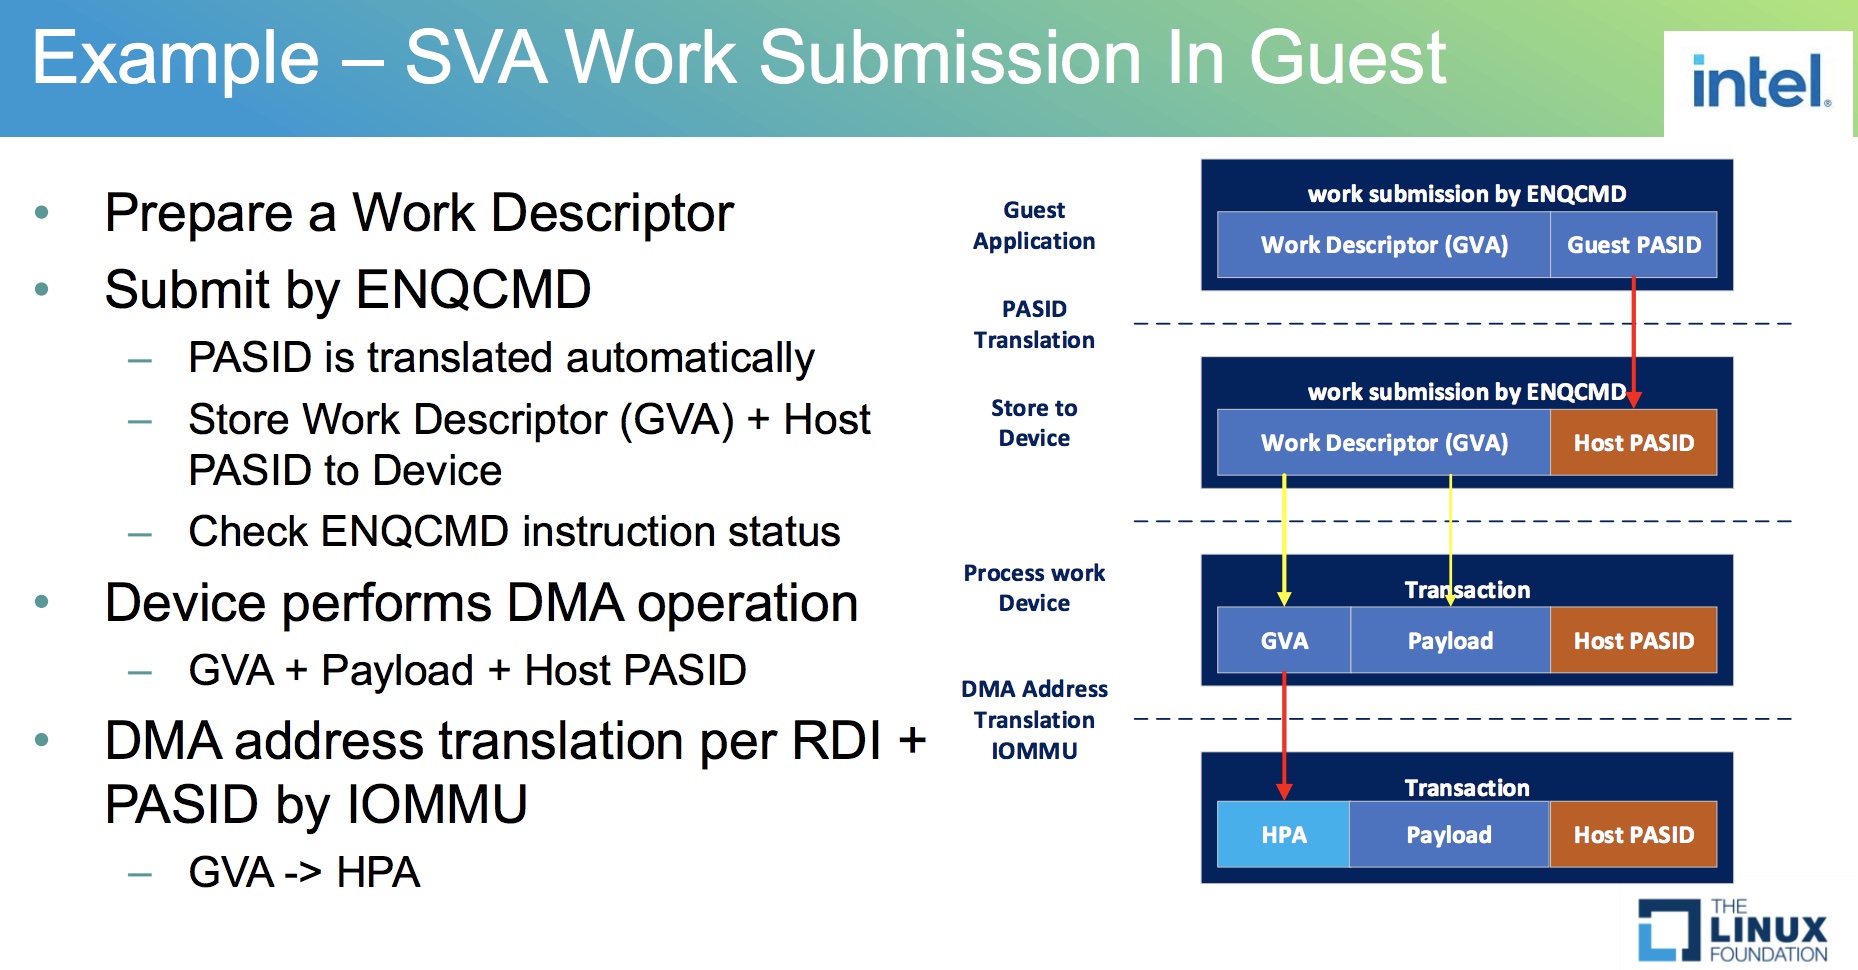 Example – SVA Work Submission In Guest
intel®
• Prepare a Work Descriptor
• Submit by ENQCMD
– PASID is translated automatically
– Store Work Descriptor (GVA) + Host
PASID to Device
– Check ENQCMD instruction status
• Device performs DMA operation
– GVA + Payload + Host PASID
• DMA address translation per RDI +
PASID by IOMMU
– GVA -> HPA
Guest
Application
work submission by ENQCMD
Work Descriptor (GVA) Guest PASID
PASID
Translation
Store to
Device
work submission by ENQCMD
Work Descriptor (GVA) Host PASID
Process work
Device
Transaction
GVA Payload Host PASID
DMA Address
Translation
IOMMU
Transaction
HPA Payload Host PASID
THE
LINUX
FOUNDATION